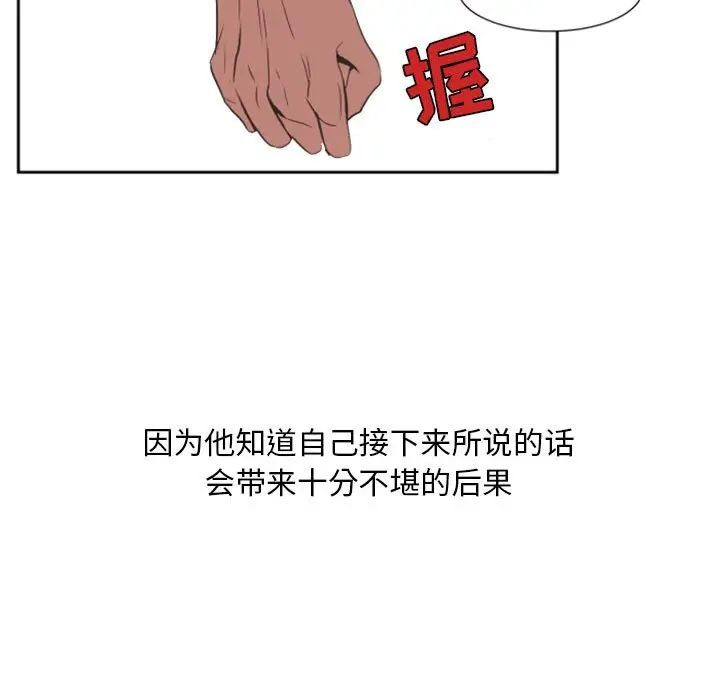 握
因为他知道自己接下来所说的话
会带来十分不堪的后果